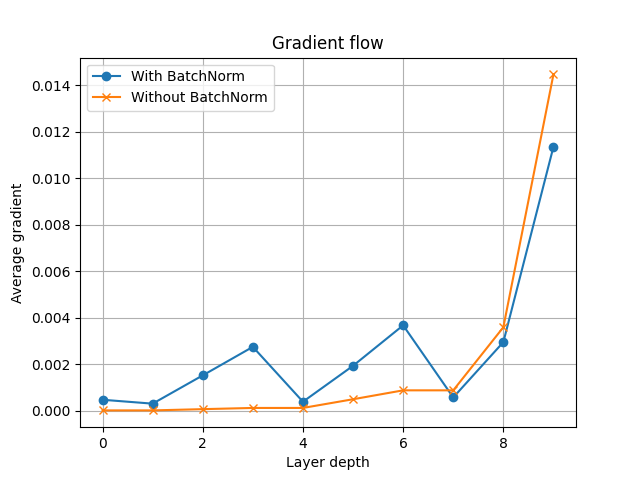 Gradient flow
With BatchNorm
Without BatchNorm
Average gradient
0.014
0.012
0.010
0.008
0.006
0.004
0.002
0.000
0 2 4 6 8
Layer depth